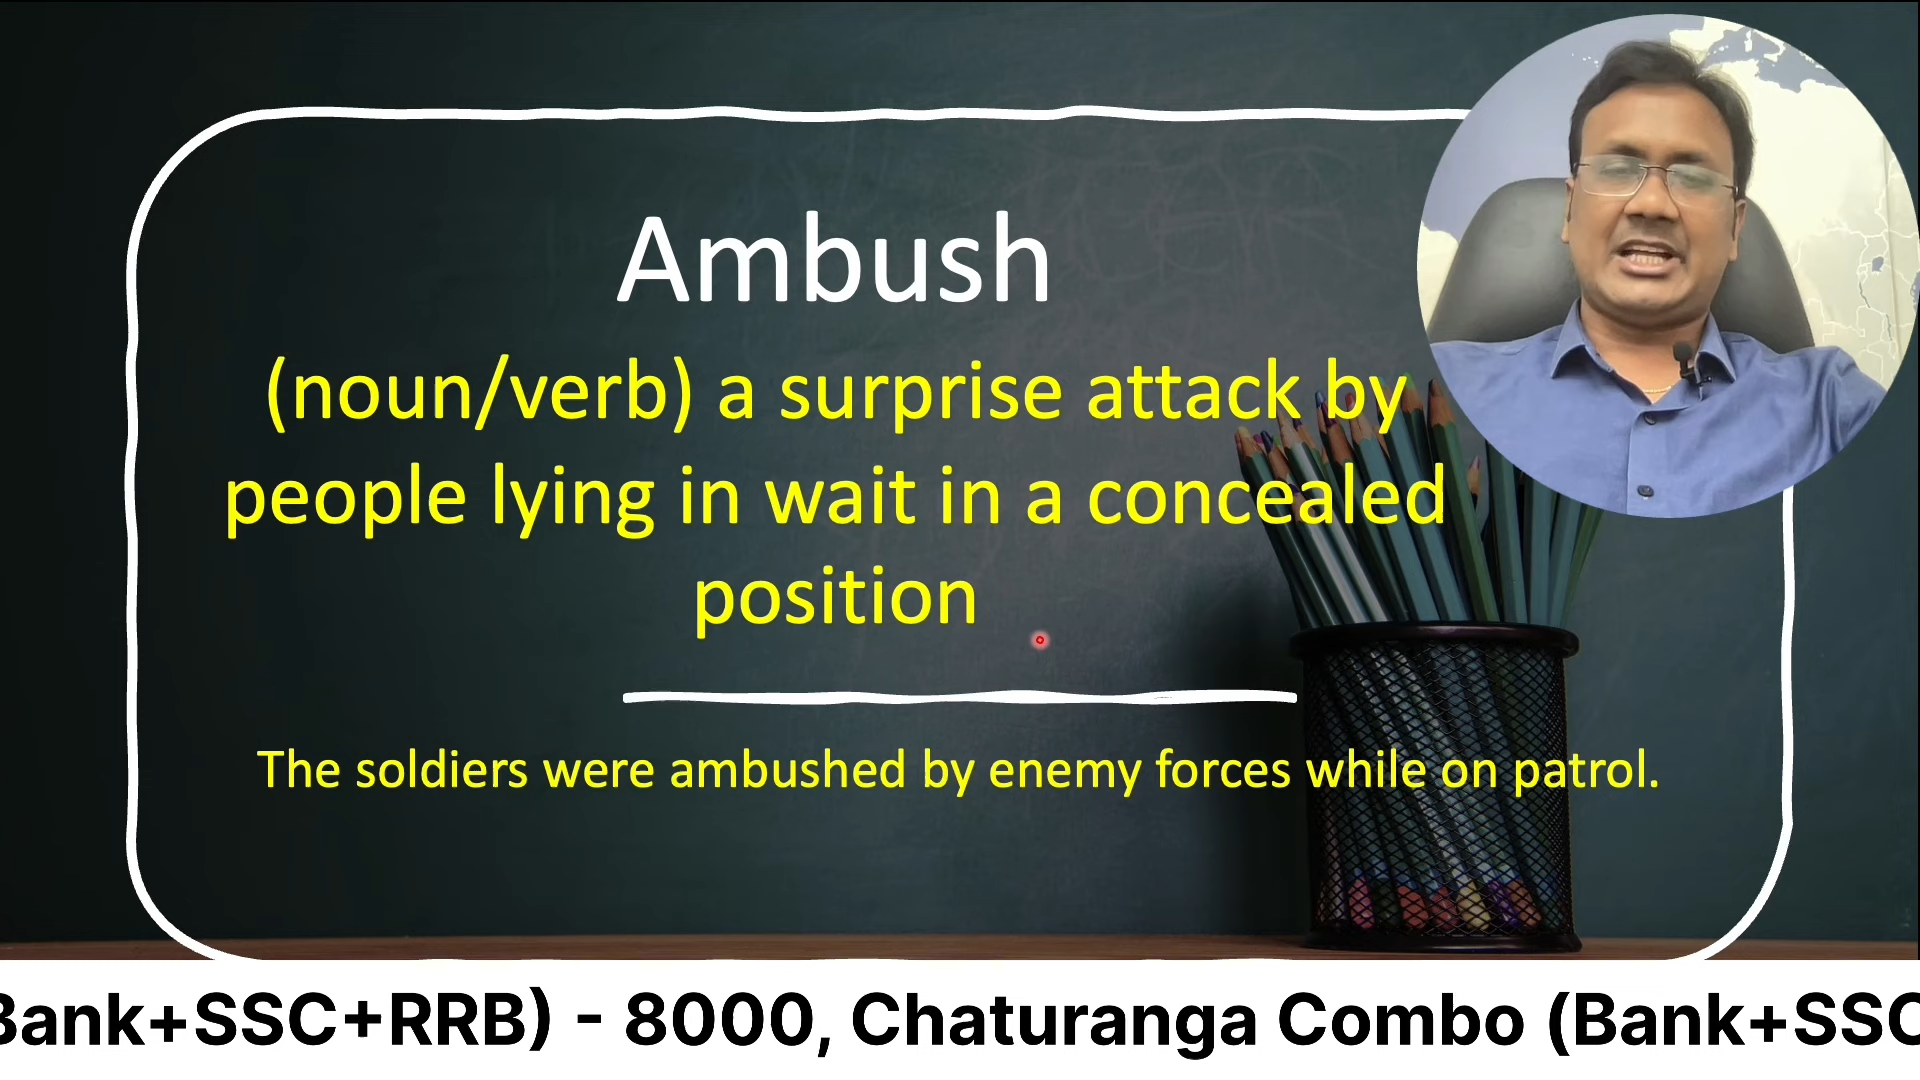 Ambush
(noun/verb) a surprise attack by
people lying in wait in a concealed
position
The soldiers were ambushed by enemy forces while on patrol.
Bank+SSC+RRB) - 8000, Chaturanga Combo (Bank+SSC